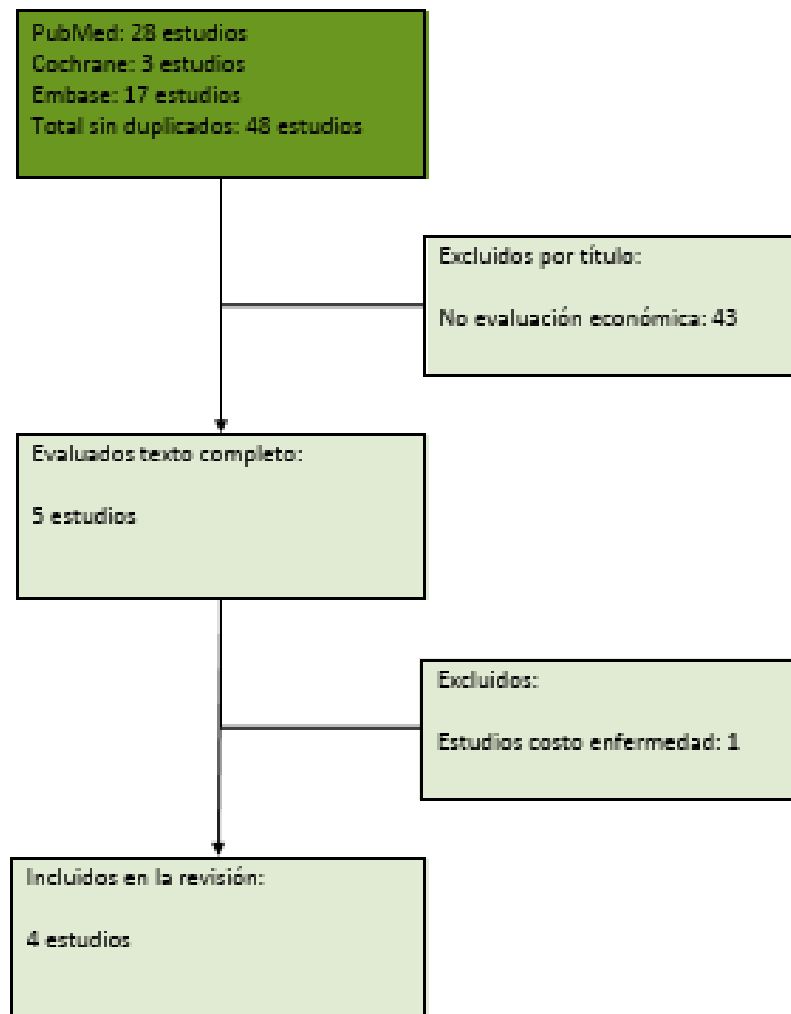 PubMed: 28 estudios
Cochrane: 3 estudios
Embase: 17 estudios
Total sin duplicados: 48 estudios
Excluidos por título:
No evaluación económica: 43
Evaluados texto completo:
5 estudios
Excluidos:
Estudios costo enfermedad: 1
Incluidos en la revisión:
4 estudios